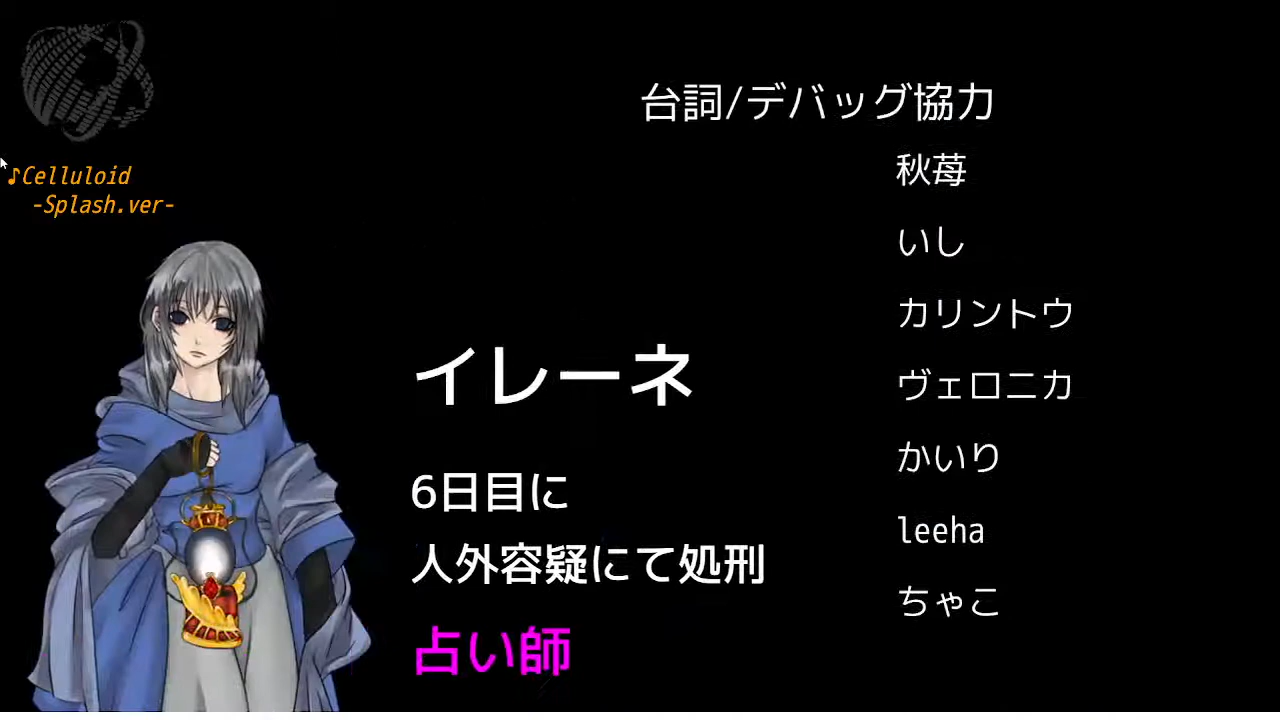 ♪Celluloid
-Splash.ver-
イレーネ
6日目に
人外容疑にて処刑
占い師
台詞/デバッグ協力
秋苺
いし
カリントウ
ヴェロニカ
かいり
leeha
ちゃこ